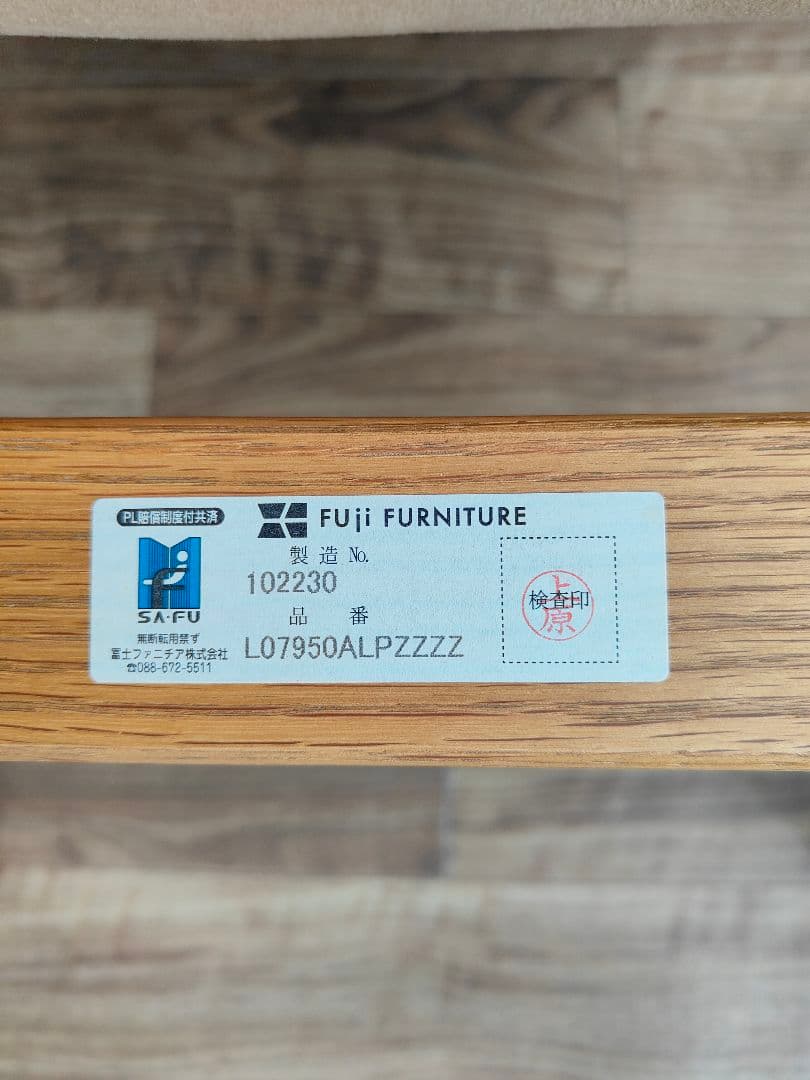 PL賠償制度付共済
SA・FU
無断転用禁ず
冨士ファニチア株式会社
☎088-672-5511
FUji FURNITURE
製造 No.
102230
品番
L07950ALPZZZZ
検査印
上原